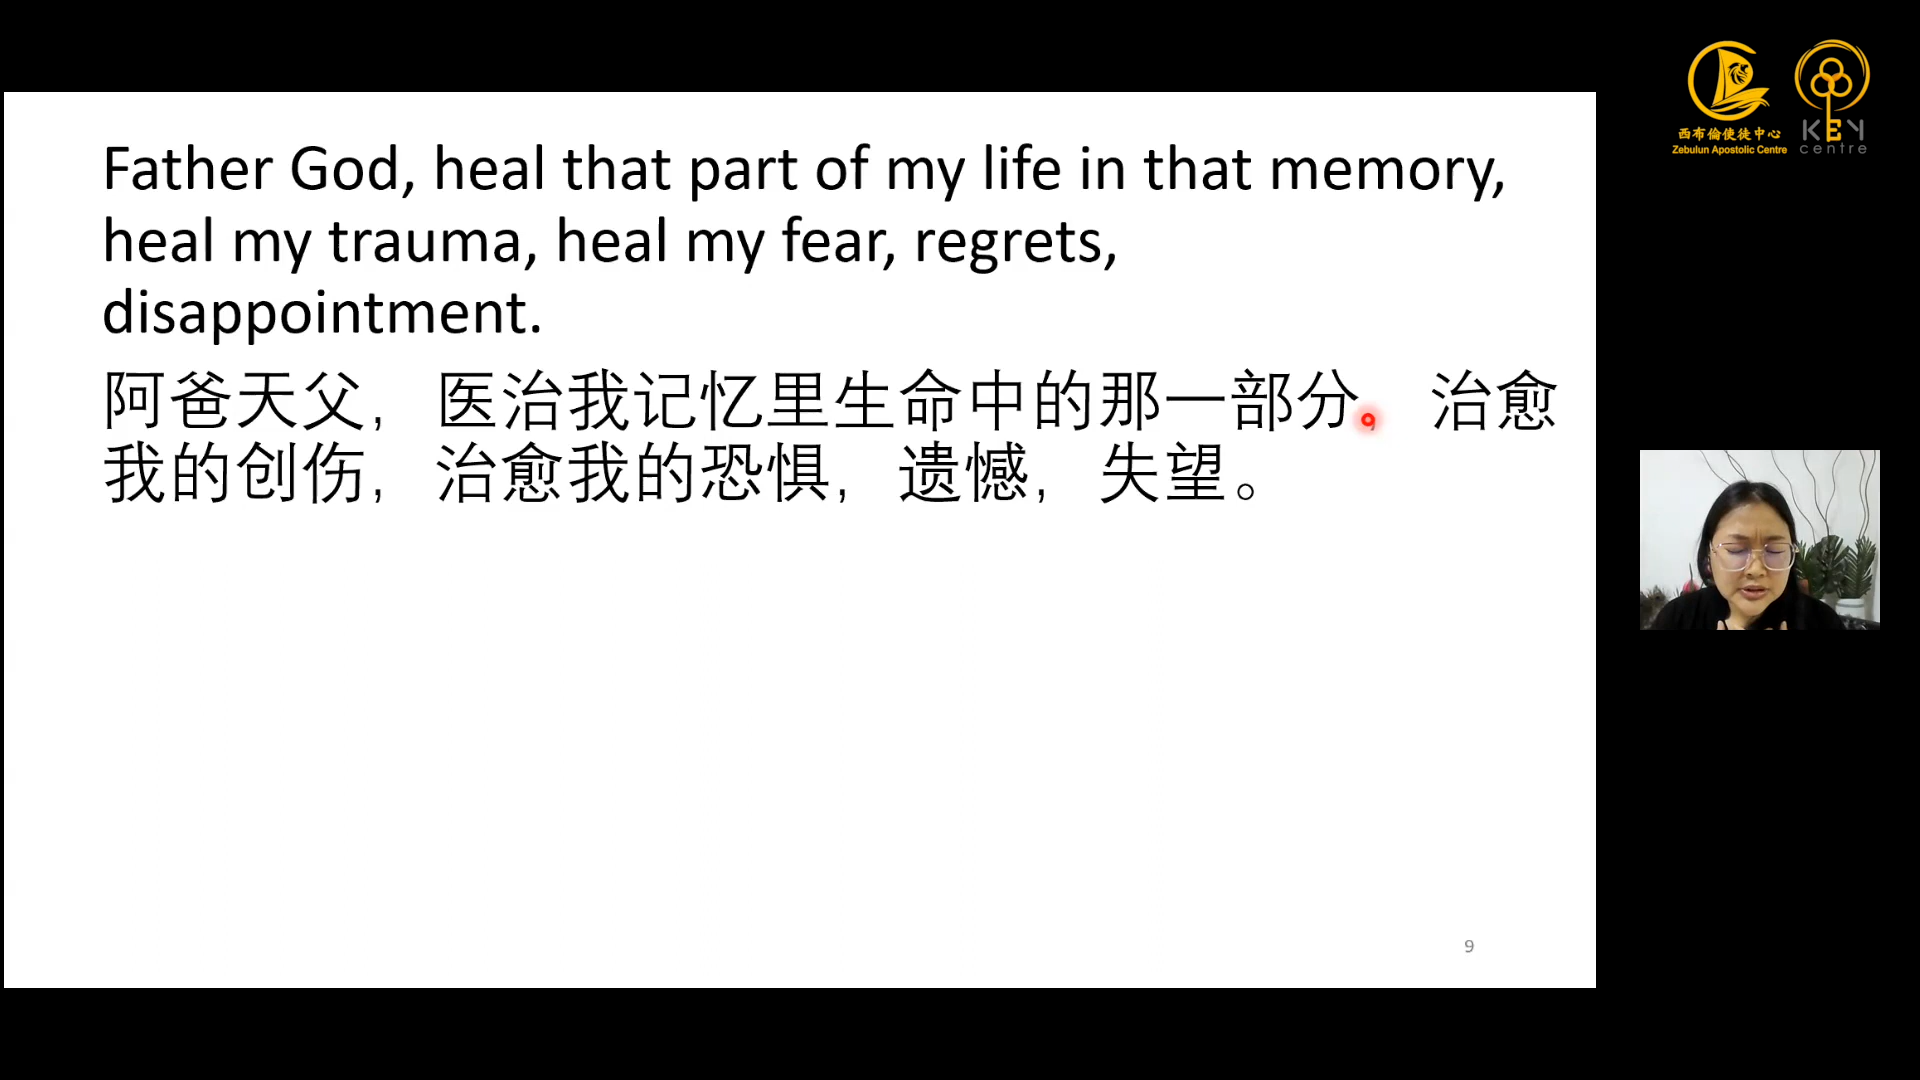 Father God, heal that part of my life in that memory,
heal my trauma, heal my fear, regrets,
disappointment.
阿爸天父，医治我记忆里生命中的那一部分，治愈
我的创伤，治愈我的恐惧，遗憾，失望。
9
西布倫使徒中心
Zebulun Apostolic Centre
KEY
centre